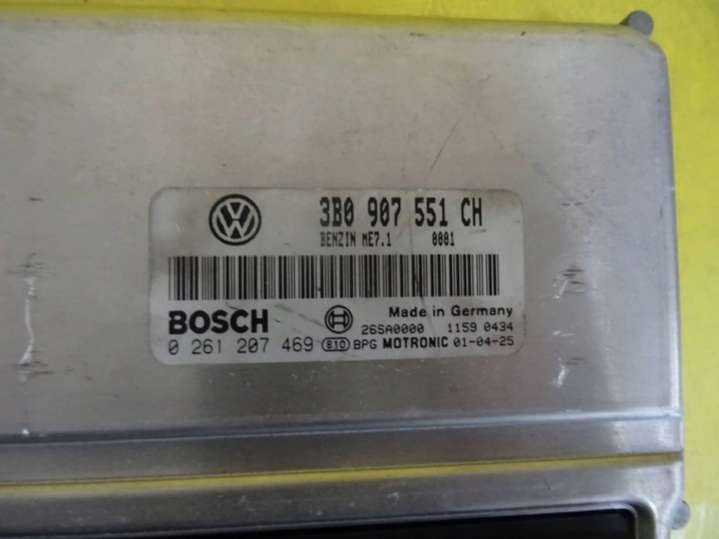 3B0 907 551 CH
BENZIN ME7.1 0001
BOSCH
Made in Germany
26SA0000 1159 0434
0 261 207 469 S10 BPG MOTRONIC 01-04-25